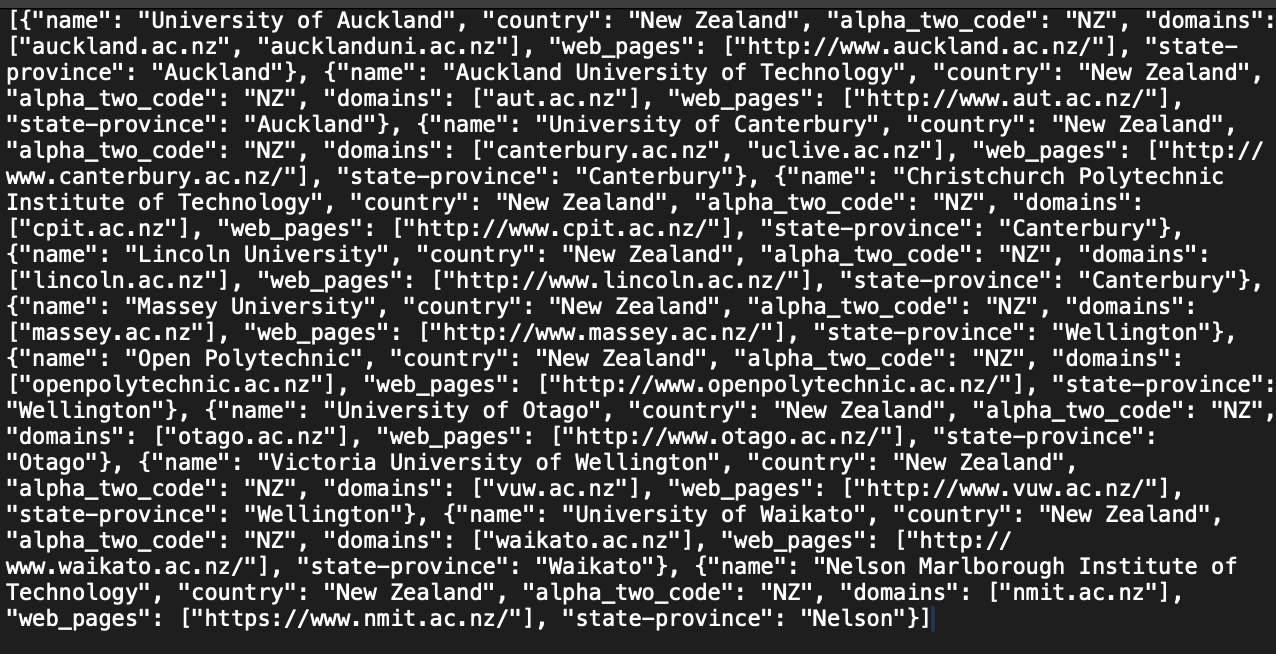 [{"name": "University of Auckland", "country": "New Zealand", "alpha_two_code": "NZ", "domains":
["auckland.ac.nz", "aucklanduni.ac.nz"], "web_pages": ["http://www.auckland.ac.nz/"], "state-
province": "Auckland"}, {"name": "Auckland University of Technology", "country": "New Zealand",
"alpha_two_code": "NZ", "domains": ["aut.ac.nz"], "web_pages": ["http://www.aut.ac.nz/"],
"state-province": "Auckland"}, {"name": "University of Canterbury", "country": "New Zealand",
"alpha_two_code": "NZ", "domains": ["canterbury.ac.nz", "uclive.ac.nz"], "web_pages": ["http://
www.canterbury.ac.nz/"], "state-province": "Canterbury"}, {"name": "Christchurch Polytechnic
Institute of Technology", "country": "New Zealand", "alpha_two_code": "NZ", "domains":
["cpit.ac.nz"], "web_pages": ["http://www.cpit.ac.nz/"], "state-province": "Canterbury"},
{"name": "Lincoln University", "country": "New Zealand", "alpha_two_code": "NZ", "domains":
["lincoln.ac.nz"], "web_pages": ["http://www.lincoln.ac.nz/"], "state-province": "Canterbury"},
{"name": "Massey University", "country": "New Zealand", "alpha_two_code": "NZ", "domains":
["massey.ac.nz"], "web_pages": ["http://www.massey.ac.nz/"], "state-province": "Wellington"},
{"name": "Open Polytechnic", "country": "New Zealand", "alpha_two_code": "NZ", "domains":
["openpolytechnic.ac.nz"], "web_pages": ["http://www.openpolytechnic.ac.nz/"], "state-province":
"Wellington"}, {"name": "University of Otago", "country": "New Zealand", "alpha_two_code": "NZ",
"domains": ["otago.ac.nz"], "web_pages": ["http://www.otago.ac.nz/"], "state-province":
"Otago"}, {"name": "Victoria University of Wellington", "country": "New Zealand",
"alpha_two_code": "NZ", "domains": ["vuw.ac.nz"], "web_pages": ["http://www.vuw.ac.nz/"],
"state-province": "Wellington"}, {"name": "University of Waikato", "country": "New Zealand",
"alpha_two_code": "NZ", "domains": ["waikato.ac.nz"], "web_pages": ["http://
www.waikato.ac.nz/"], "state-province": "Waikato"}, {"name": "Nelson Marlborough Institute of
Technology", "country": "New Zealand", "alpha_two_code": "NZ", "domains": ["nmit.ac.nz"],
"web_pages": ["https://www.nmit.ac.nz/"], "state-province": "Nelson"}]